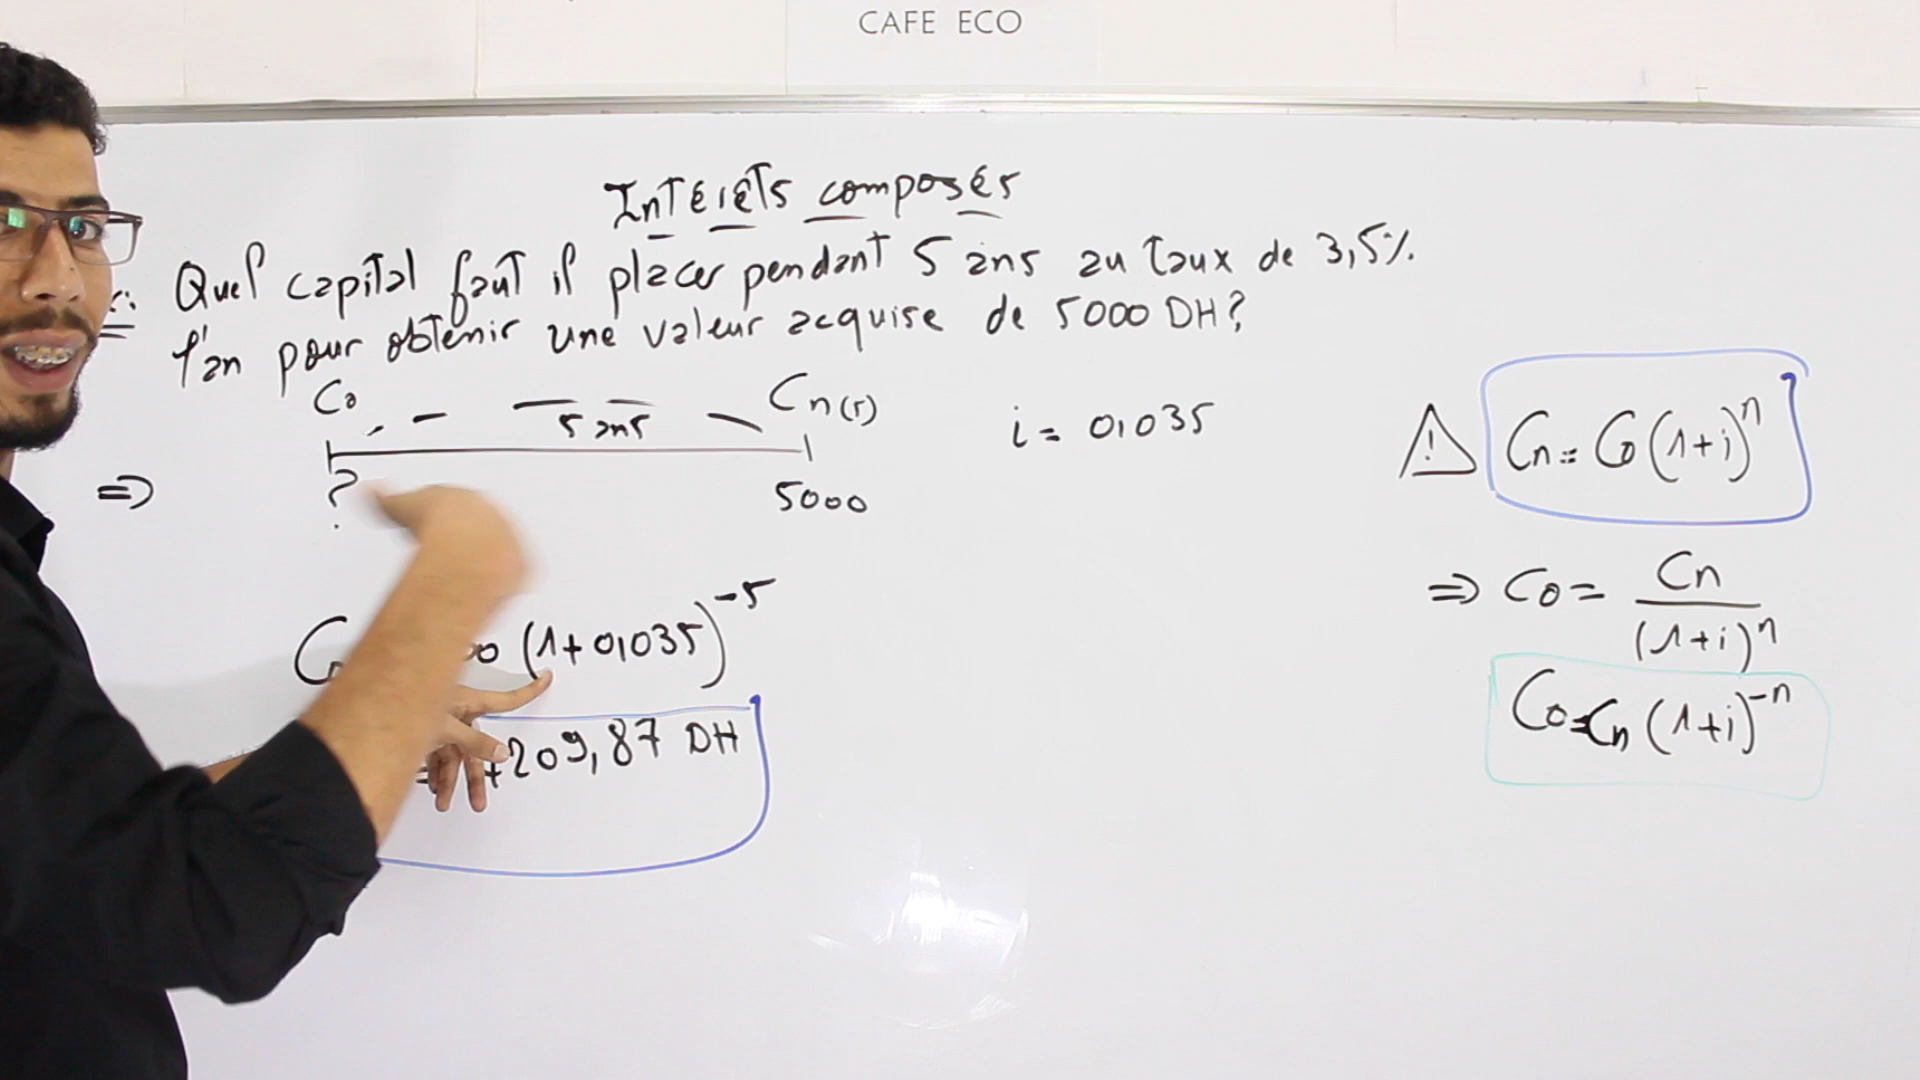 CAFE ECO
Intérêts composés
Quel capital faut il placer pendant 5 ans au taux de 3,5%
l'an pour obtenir une valeur acquise de 5000 DH?
C0 5 ans Cn(5)
i = 0,035
⚠ Cn = C0 (1+i)^n
=> ? 5000
=> C0 = Cn / (1+i)^n
(1+0,035)^-5
C0 = Cn (1+i)^-n
209,87 DH